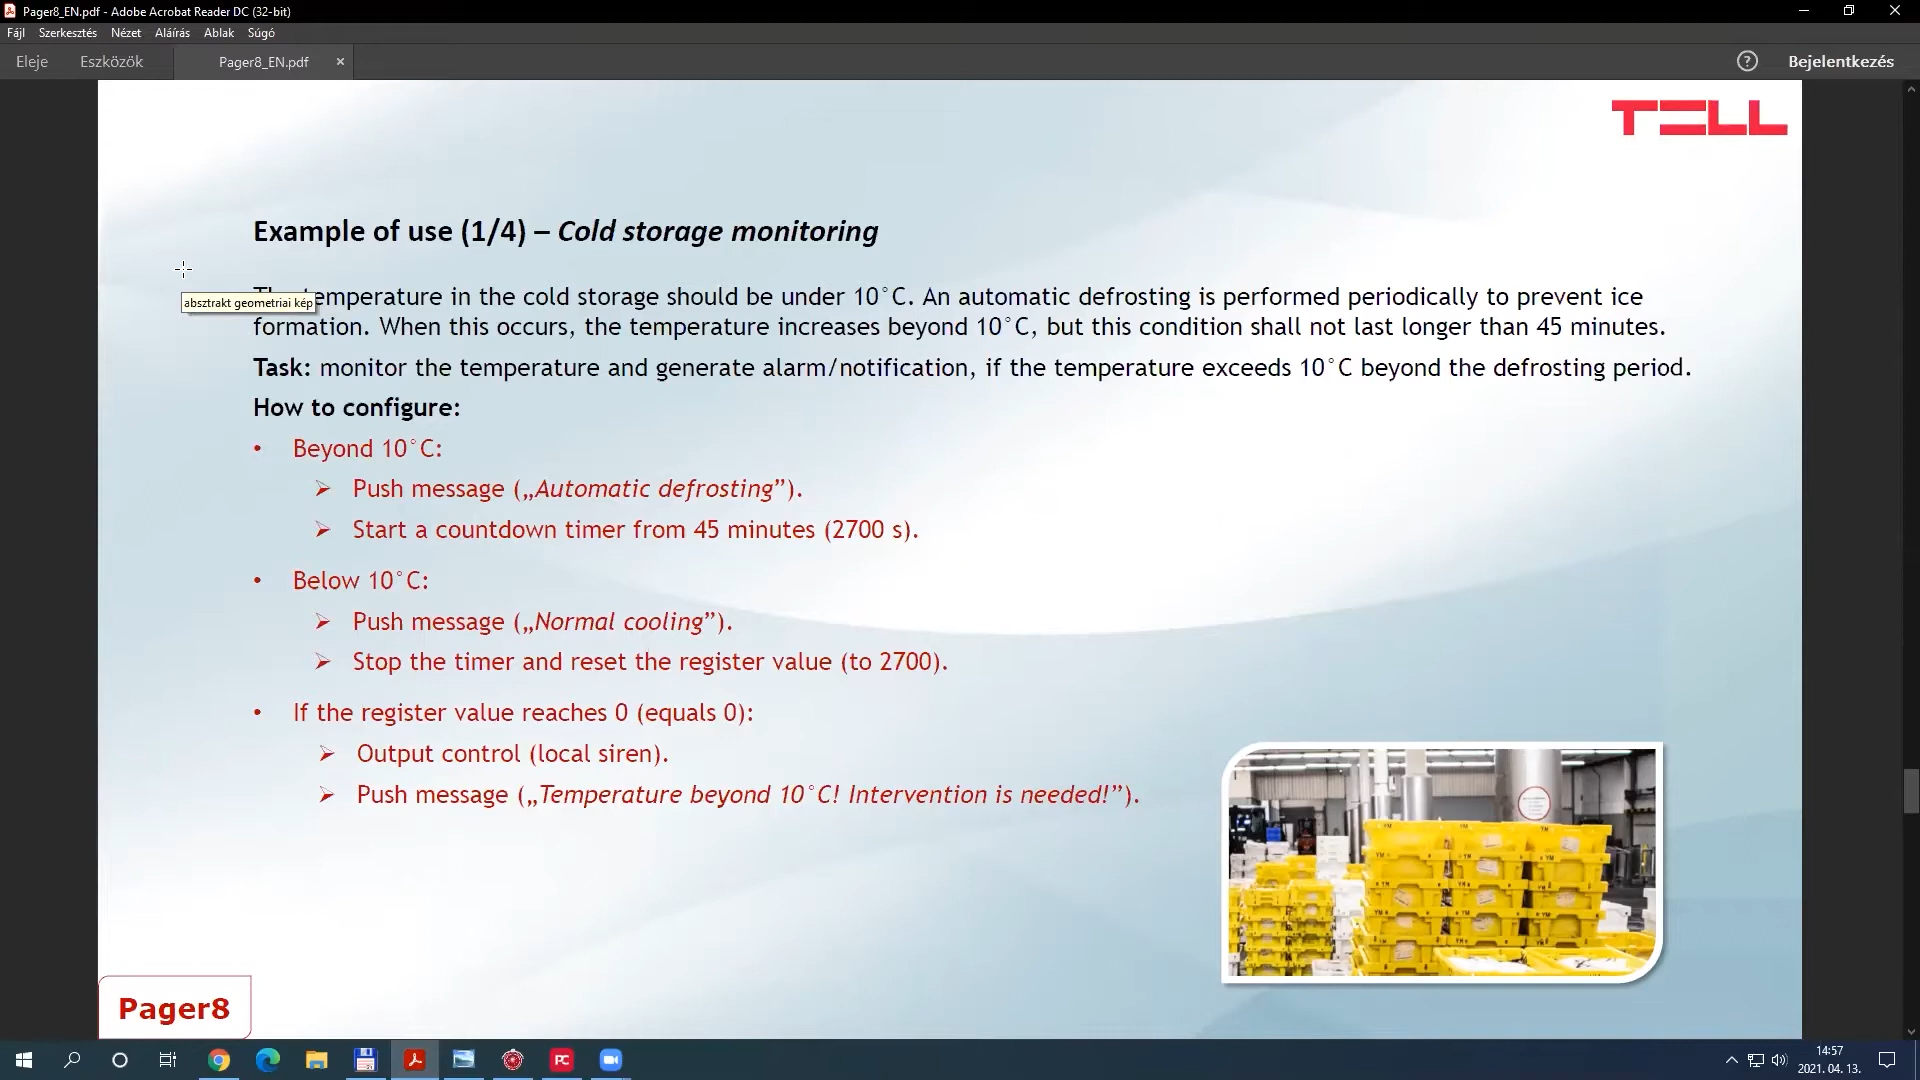 Pager8_EN.pdf - Adobe Acrobat Reader DC (32-bit)
Fájl Szerkesztés Nézet Aláírás Ablak Súgó
Eleje Eszközök Pager8_EN.pdf × ? Bejelentkezés
TELL
Example of use (1/4) – Cold storage monitoring
absztrakt geometriai kép
temperature in the cold storage should be under 10°C. An automatic defrosting is performed periodically to prevent ice
formation. When this occurs, the temperature increases beyond 10°C, but this condition shall not last longer than 45 minutes.
Task: monitor the temperature and generate alarm/notification, if the temperature exceeds 10°C beyond the defrosting period.
How to configure:
• Beyond 10°C:
➢ Push message („Automatic defrosting”).
➢ Start a countdown timer from 45 minutes (2700 s).
• Below 10°C:
➢ Push message („Normal cooling”).
➢ Stop the timer and reset the register value (to 2700).
• If the register value reaches 0 (equals 0):
➢ Output control (local siren).
➢ Push message („Temperature beyond 10°C! Intervention is needed!”).
Pager8
PC
14:57
2021. 04. 13.